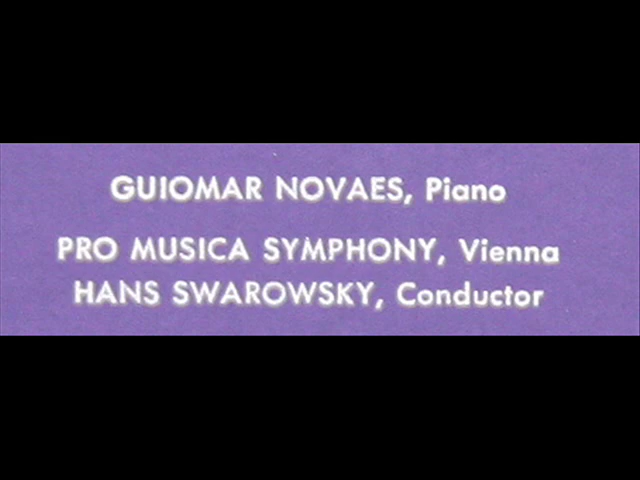 GUIOMAR NOVAES, Piano
PRO MUSICA SYMPHONY, Vienna
HANS SWAROWSKY, Conductor